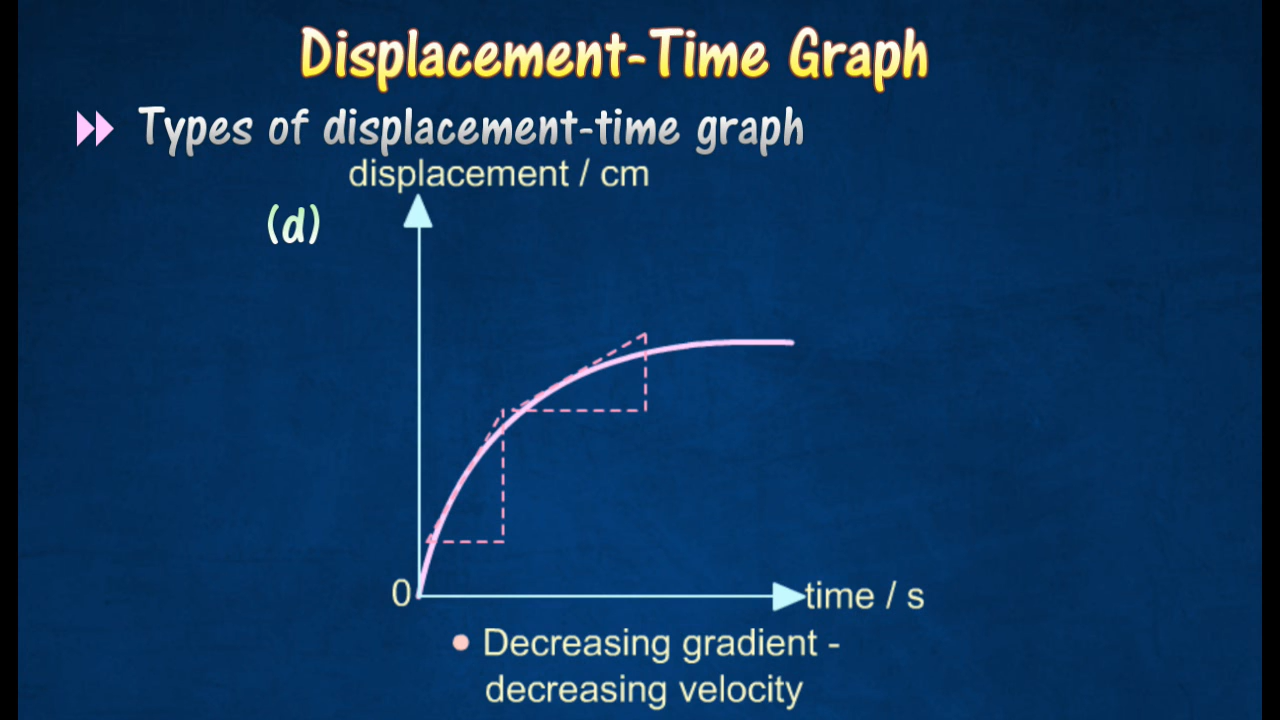 Displacement-Time Graph
Types of displacement-time graph
displacement / cm
(d)
0
time / s
Decreasing gradient -
decreasing velocity